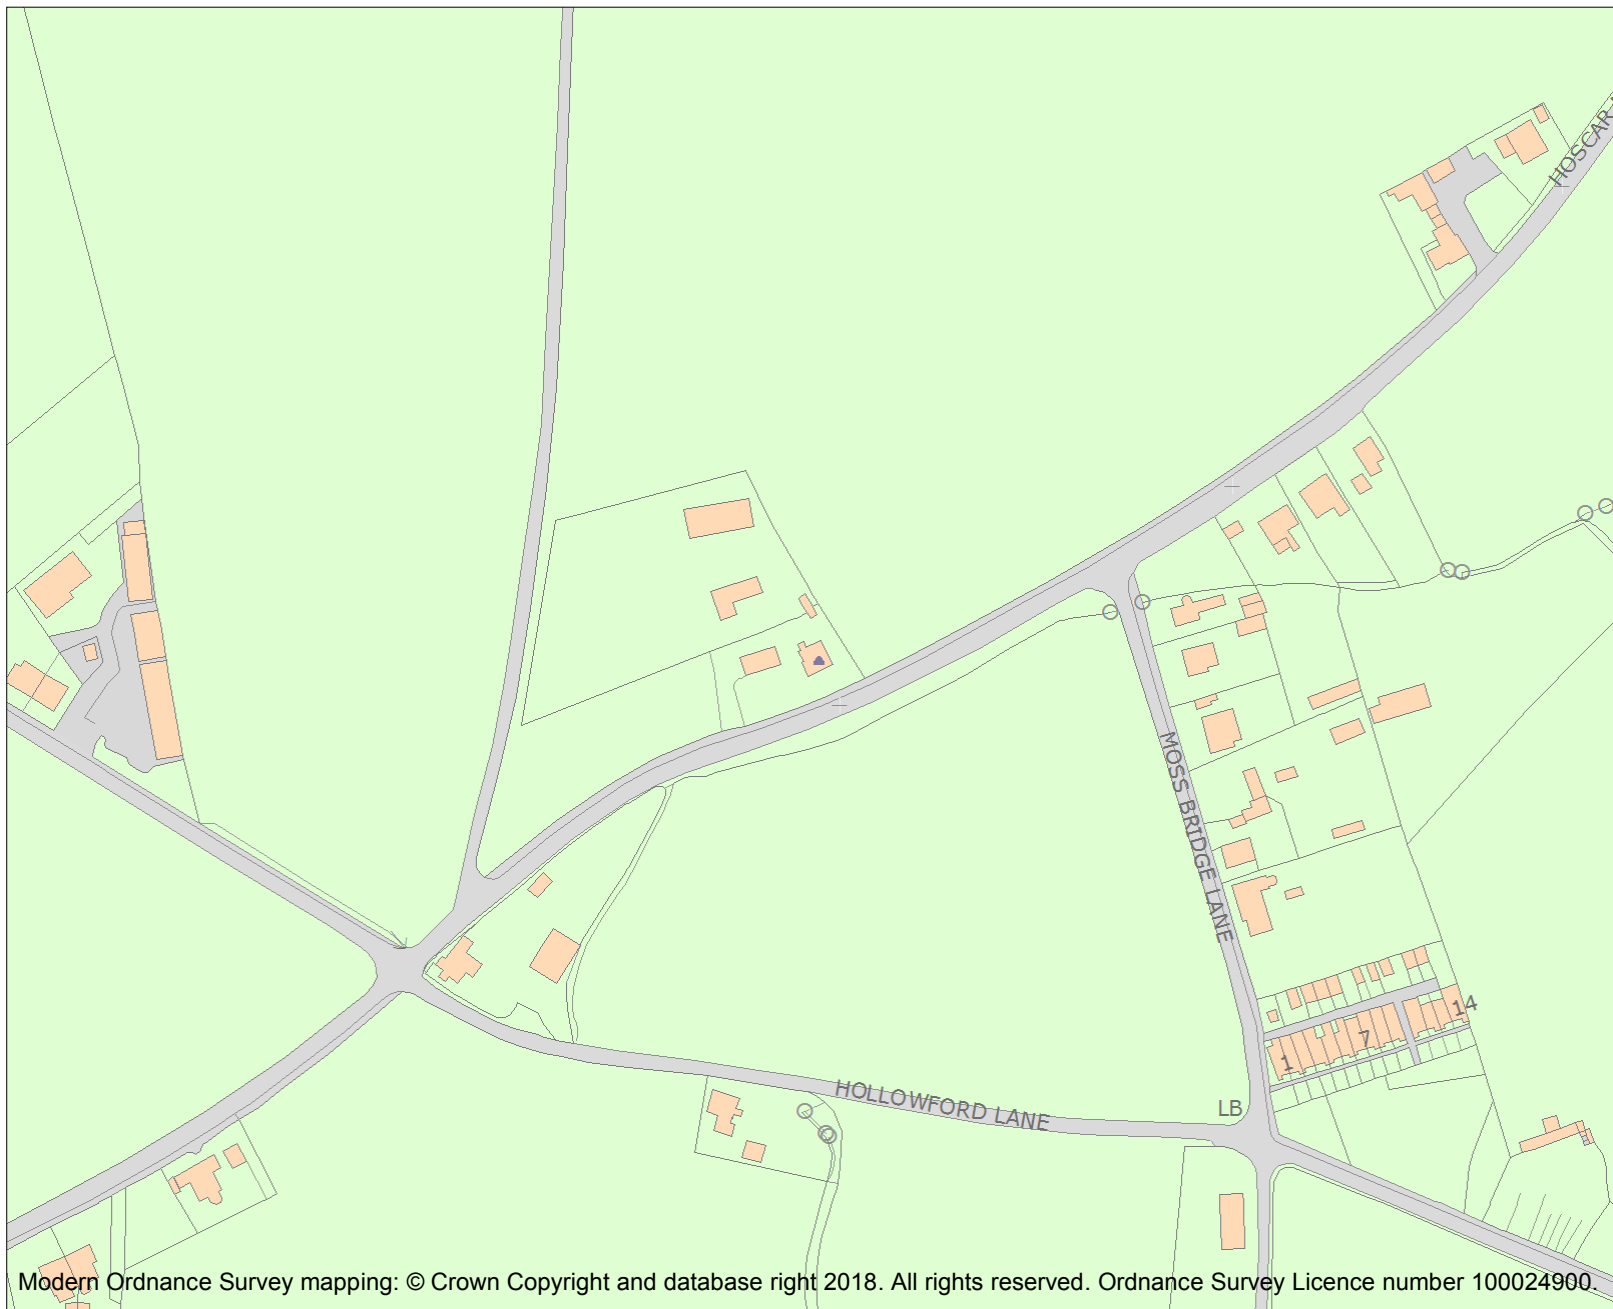 HOSCAR
MOSS BRIDGE LANE
14
7
1
HOLLOWFORD LANE
LB
Modern Ordnance Survey mapping: © Crown Copyright and database right 2018. All rights reserved. Ordnance Survey Licence number 100024900.